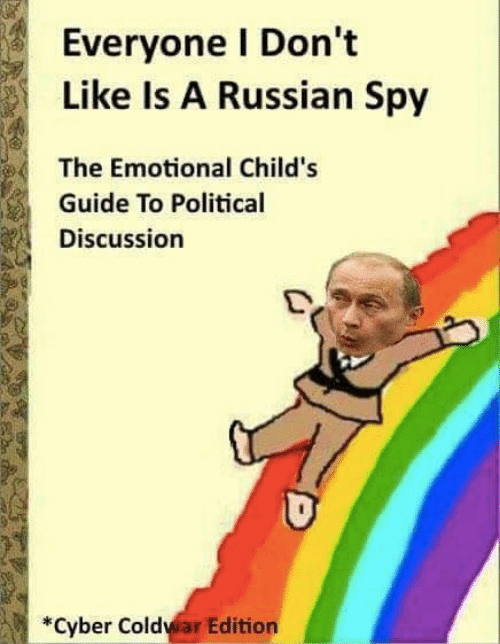 Everyone I Don't
Like Is A Russian Spy
The Emotional Child's
Guide To Political
Discussion
*Cyber Coldwar Edition